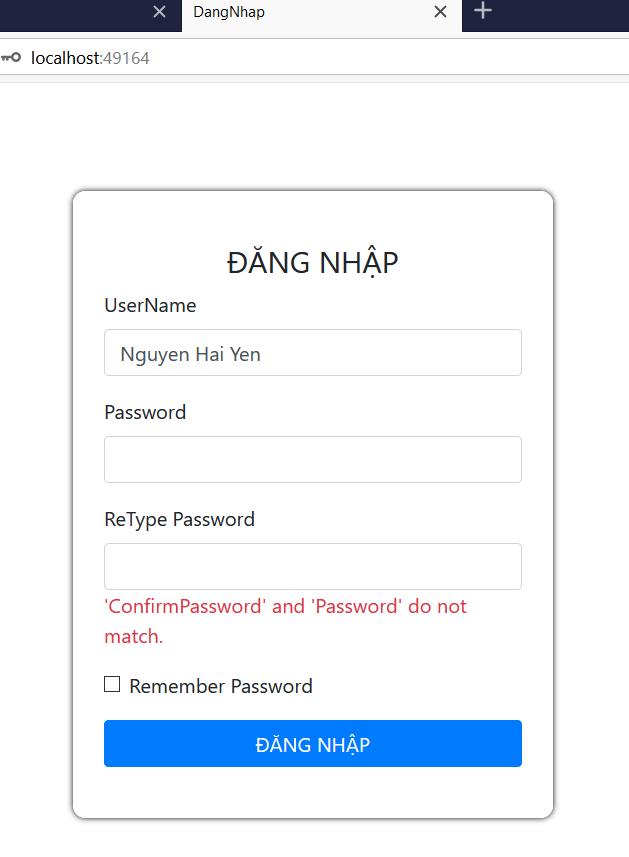 DangNhap
localhost:49164
ĐĂNG NHẬP
UserName
Nguyen Hai Yen
Password
ReType Password
'ConfirmPassword' and 'Password' do not
match.
Remember Password
ĐĂNG NHẬP